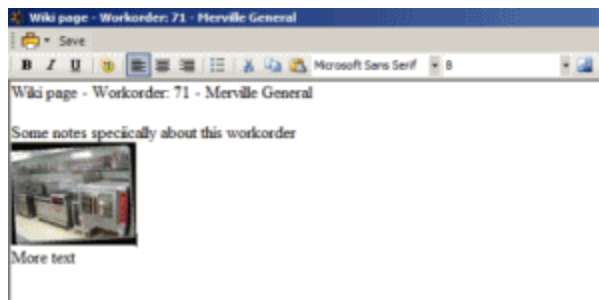 Wiki page - Workorder: 71 - Merville General
Save
B I U Microsoft Sans Serif 8
Wiki page - Workorder: 71 - Merville General
Some notes speciically about this workorder
More text